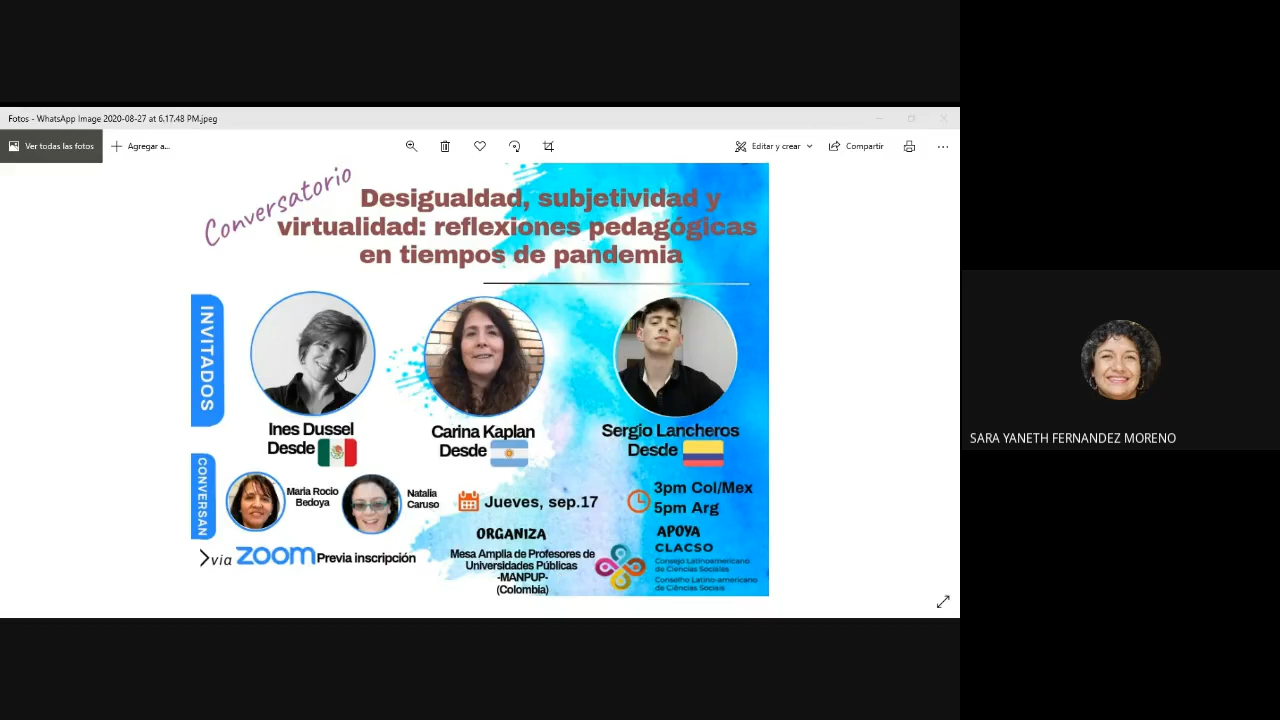 Fotos - WhatsApp Image 2020-08-27 at 6.17.48 PM.jpeg
Ver todas las fotos
Agregar a...
Editar y crear
Compartir
Conversatorio
Desigualdad, subjetividad y
virtualidad: reflexiones pedagógicas
en tiempos de pandemia
INVITADOS
Ines Dussel
Desde
Carina Kaplan
Desde
Sergio Lancheros
Desde
CONVERSAN
Maria Rocio
Bedoya
Natalia
Caruso
Jueves, sep.17
3pm Col/Mex
5pm Arg
via zoom Previa inscripción
ORGANIZA
Mesa Amplia de Profesores de
Universidades Públicas
-MANPUP-
(Colombia)
APOYA
CLACSO
Consejo Latinoamericano
de Ciencias Sociales
Conselho Latino-americano
de Ciências Sociais
SARA YANETH FERNANDEZ MORENO